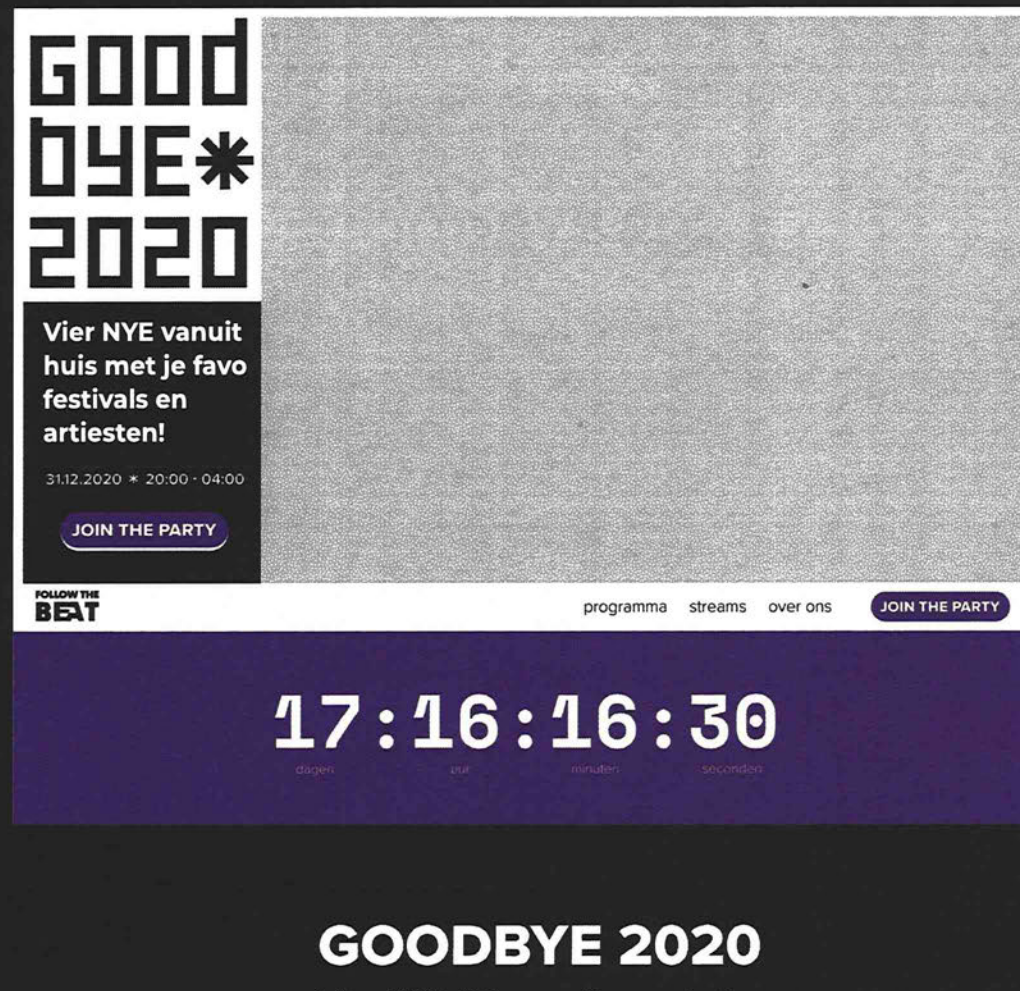 GOOD
bYE*
2020
Vier NYE vanuit
huis met je favo
festivals en
artiesten!
31.12.2020 * 20:00 - 04:00
JOIN THE PARTY
FOLLOW THE
BEAT
programma streams over ons JOIN THE PARTY
17:16:16:30
dagen uur minuten seconden
GOODBYE 2020